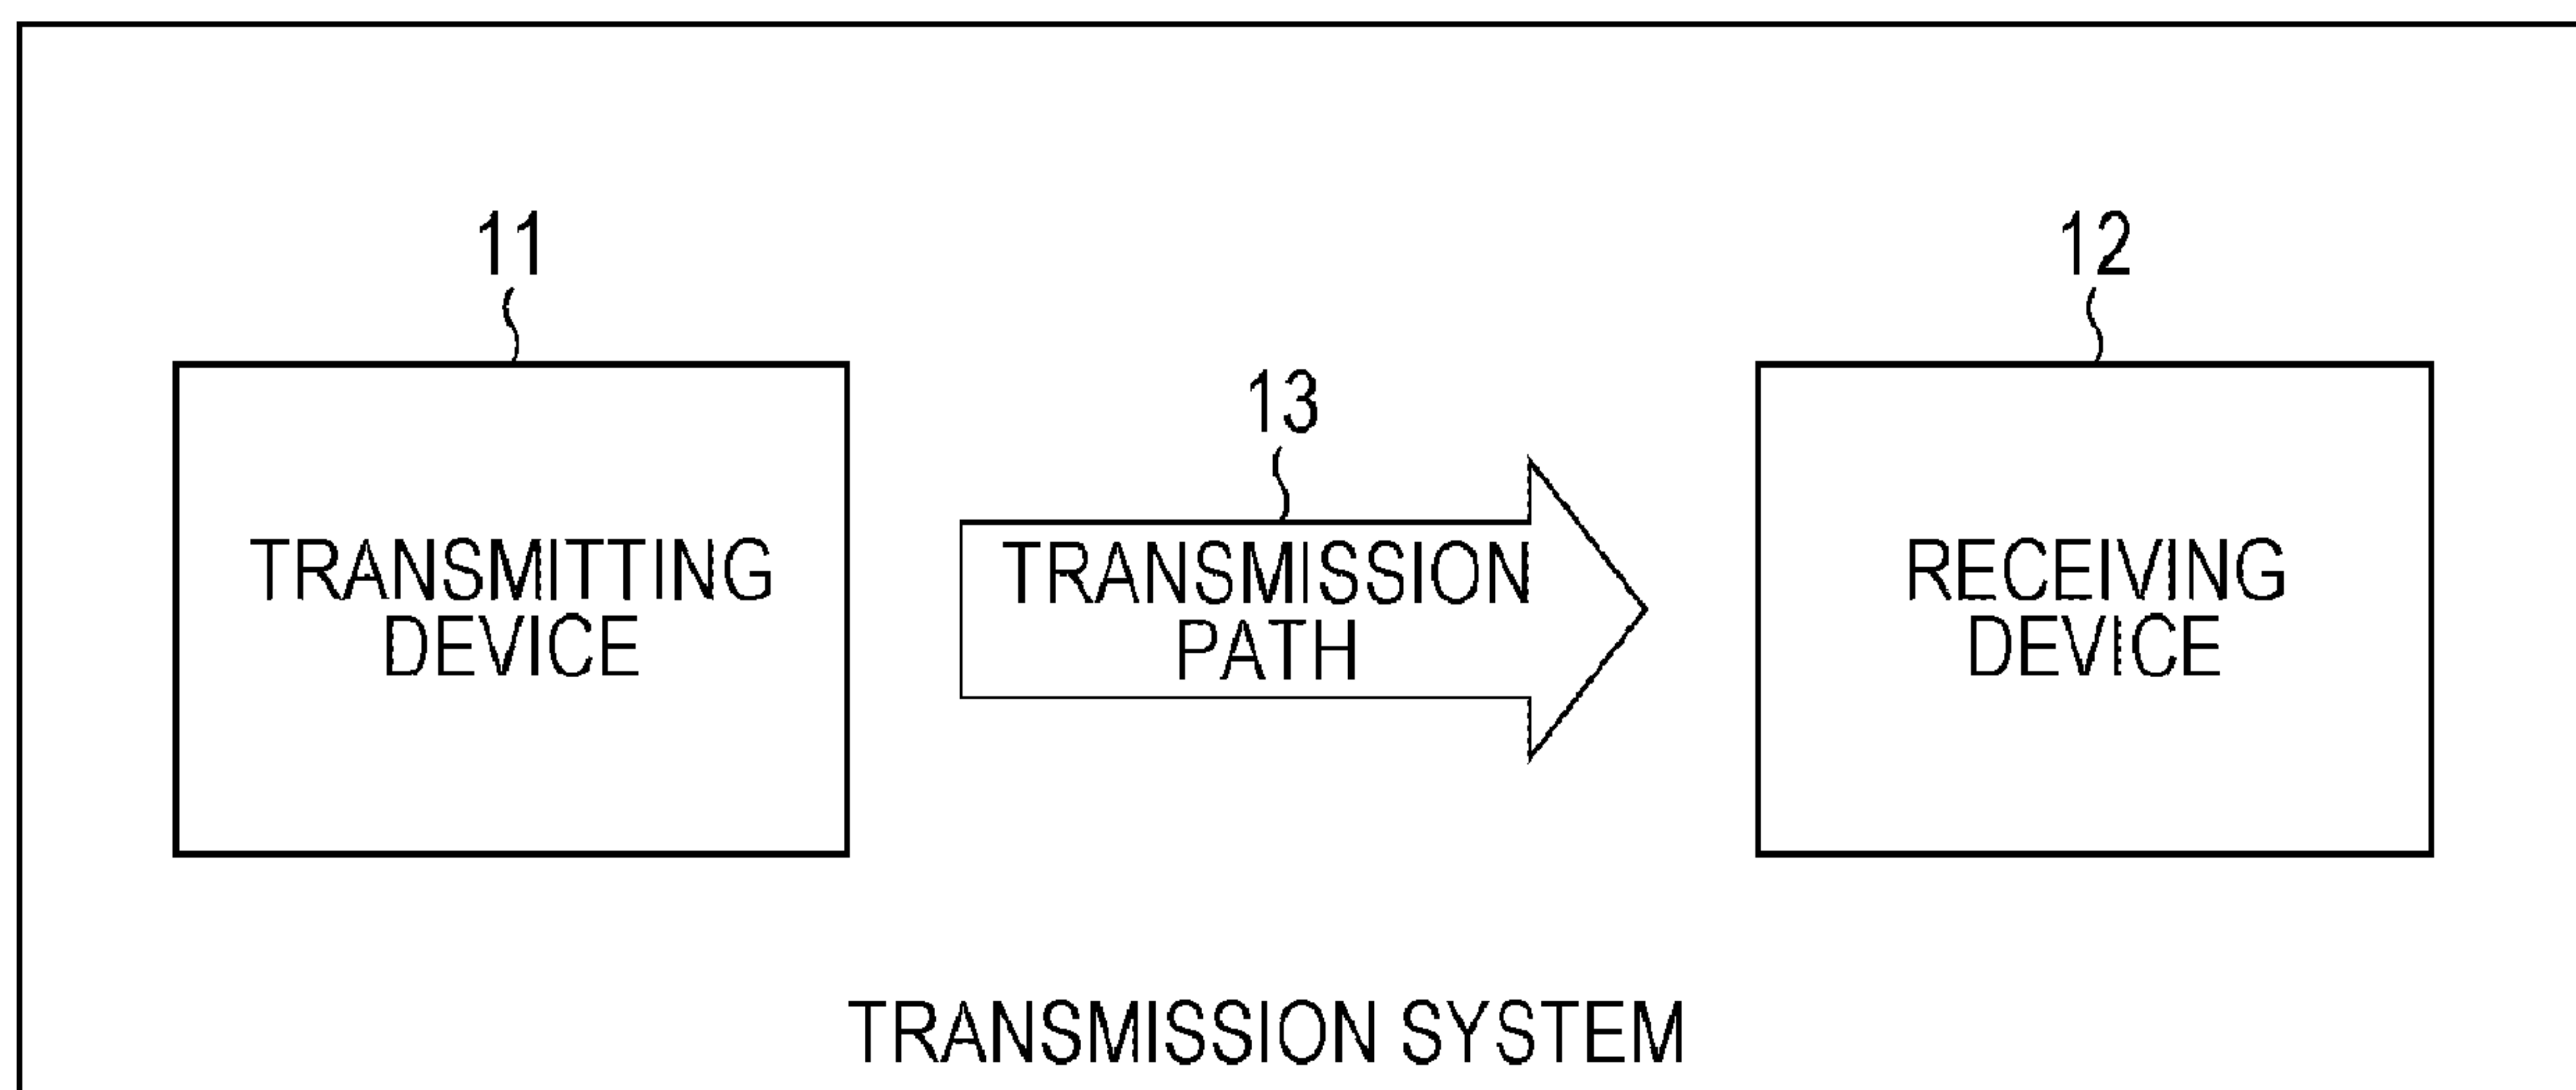 11
12
13
TRANSMITTING
DEVICE
TRANSMISSION
PATH
RECEIVING
DEVICE
TRANSMISSION SYSTEM